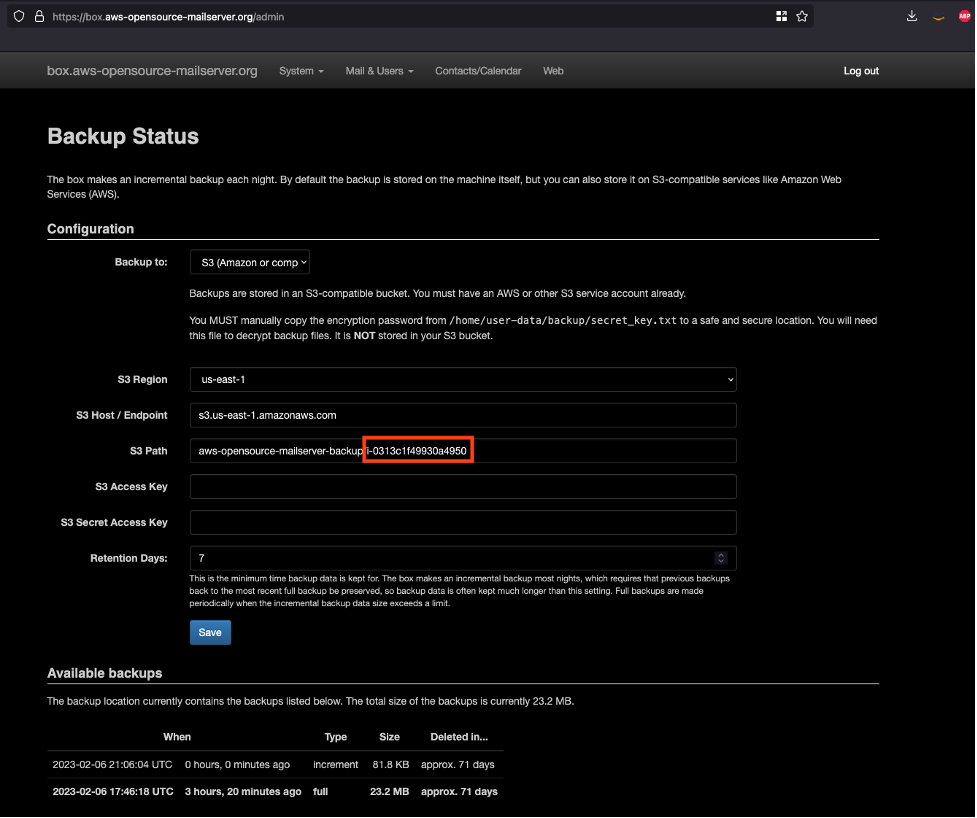 https://box.aws-opensource-mailserver.org/admin
ABP
box.aws-opensource-mailserver.org System Mail & Users Contacts/Calendar Web Log out
Backup Status
The box makes an incremental backup each night. By default the backup is stored on the machine itself, but you can also store it on S3-compatible services like Amazon Web
Services (AWS).
Configuration
Backup to: S3 (Amazon or comp
Backups are stored in an S3-compatible bucket. You must have an AWS or other S3 service account already.
You MUST manually copy the encryption password from /home/user-data/backup/secret_key.txt to a safe and secure location. You will need
this file to decrypt backup files. It is NOT stored in your S3 bucket.
S3 Region us-east-1
S3 Host / Endpoint s3.us-east-1.amazonaws.com
S3 Path aws-opensource-mailserver-backup/i-0313c1f49930a4950
S3 Access Key
S3 Secret Access Key
Retention Days: 7
This is the minimum time backup data is kept for. The box makes an incremental backup most nights, which requires that previous backups
back to the most recent full backup be preserved, so backup data is often kept much longer than this setting. Full backups are made
periodically when the incremental backup data size exceeds a limit.
Save
Available backups
The backup location currently contains the backups listed below. The total size of the backups is currently 23.2 MB.
When Type Size Deleted in...
2023-02-06 21:06:04 UTC 0 hours, 0 minutes ago increment 81.8 KB approx. 71 days
2023-02-06 17:46:18 UTC 3 hours, 20 minutes ago full 23.2 MB approx. 71 days